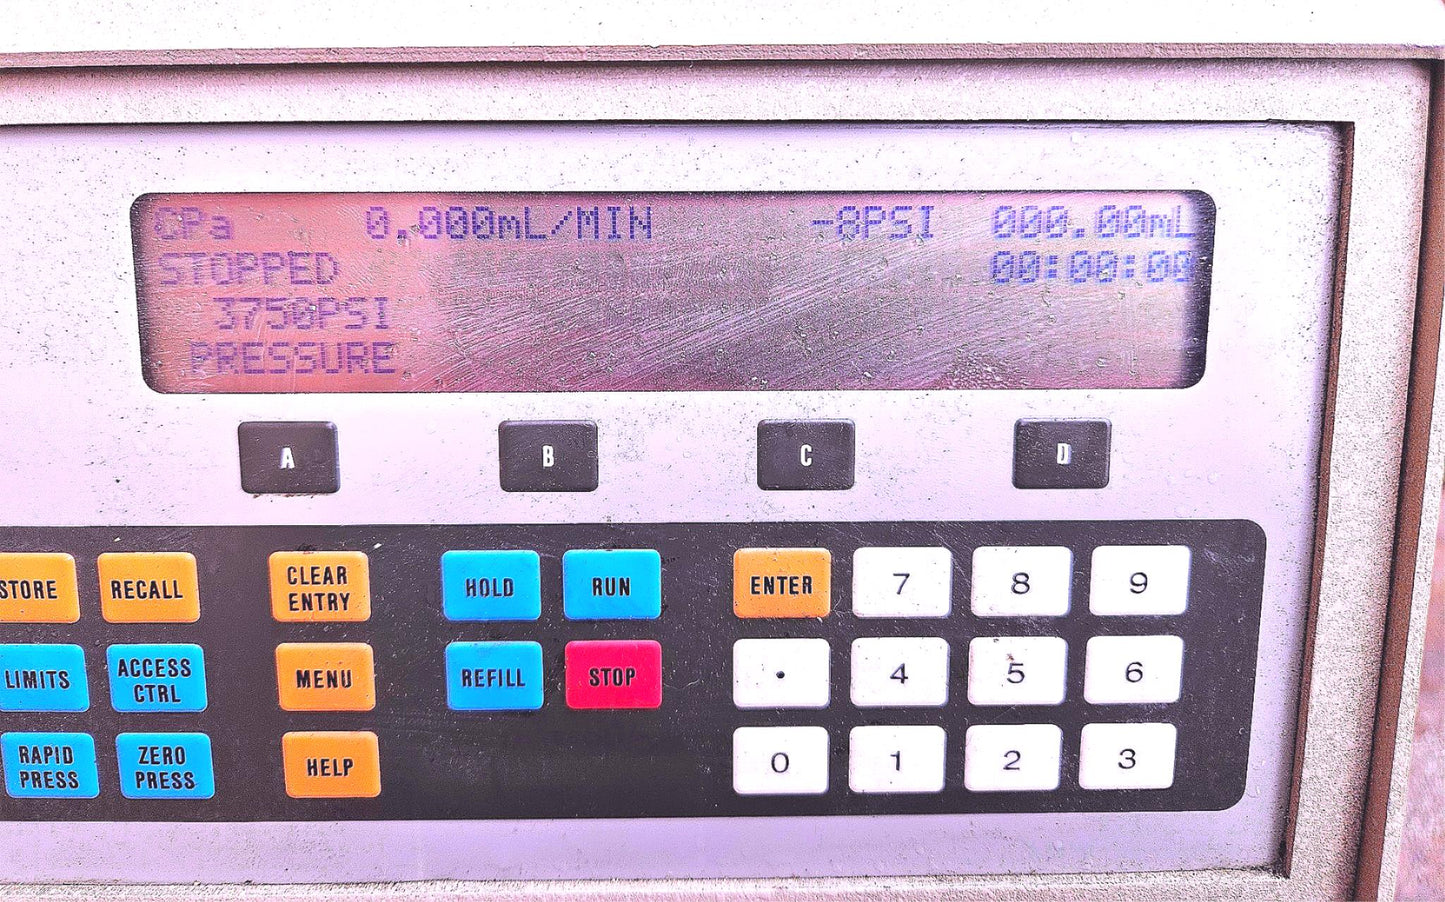 CPa 0.000mL/MIN -8PSI 000.00mL
STOPPED 00:00:00
3750PSI
PRESSURE
A B C D
STORE RECALL CLEAR ENTRY HOLD RUN ENTER 7 8 9
LIMITS ACCESS CTRL MENU REFILL STOP . 4 5 6
RAPID PRESS ZERO PRESS HELP 0 1 2 3